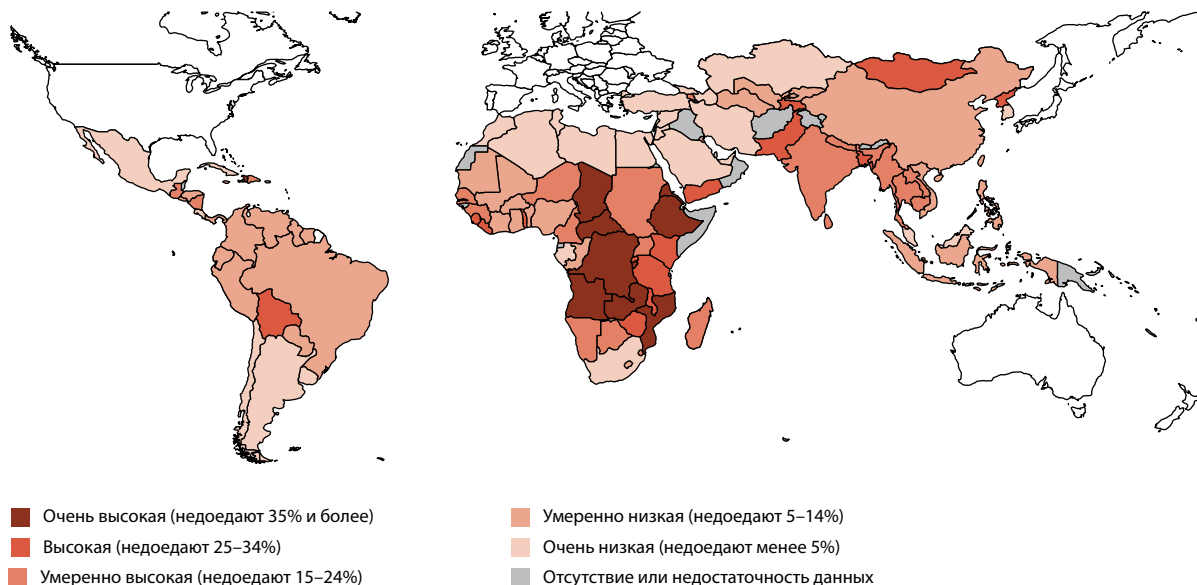 Очень высокая (недоедают 35% и более)
Высокая (недоедают 25–34%)
Умеренно высокая (недоедают 15–24%)
Умеренно низкая (недоедают 5–14%)
Очень низкая (недоедают менее 5%)
Отсутствие или недостаточность данных